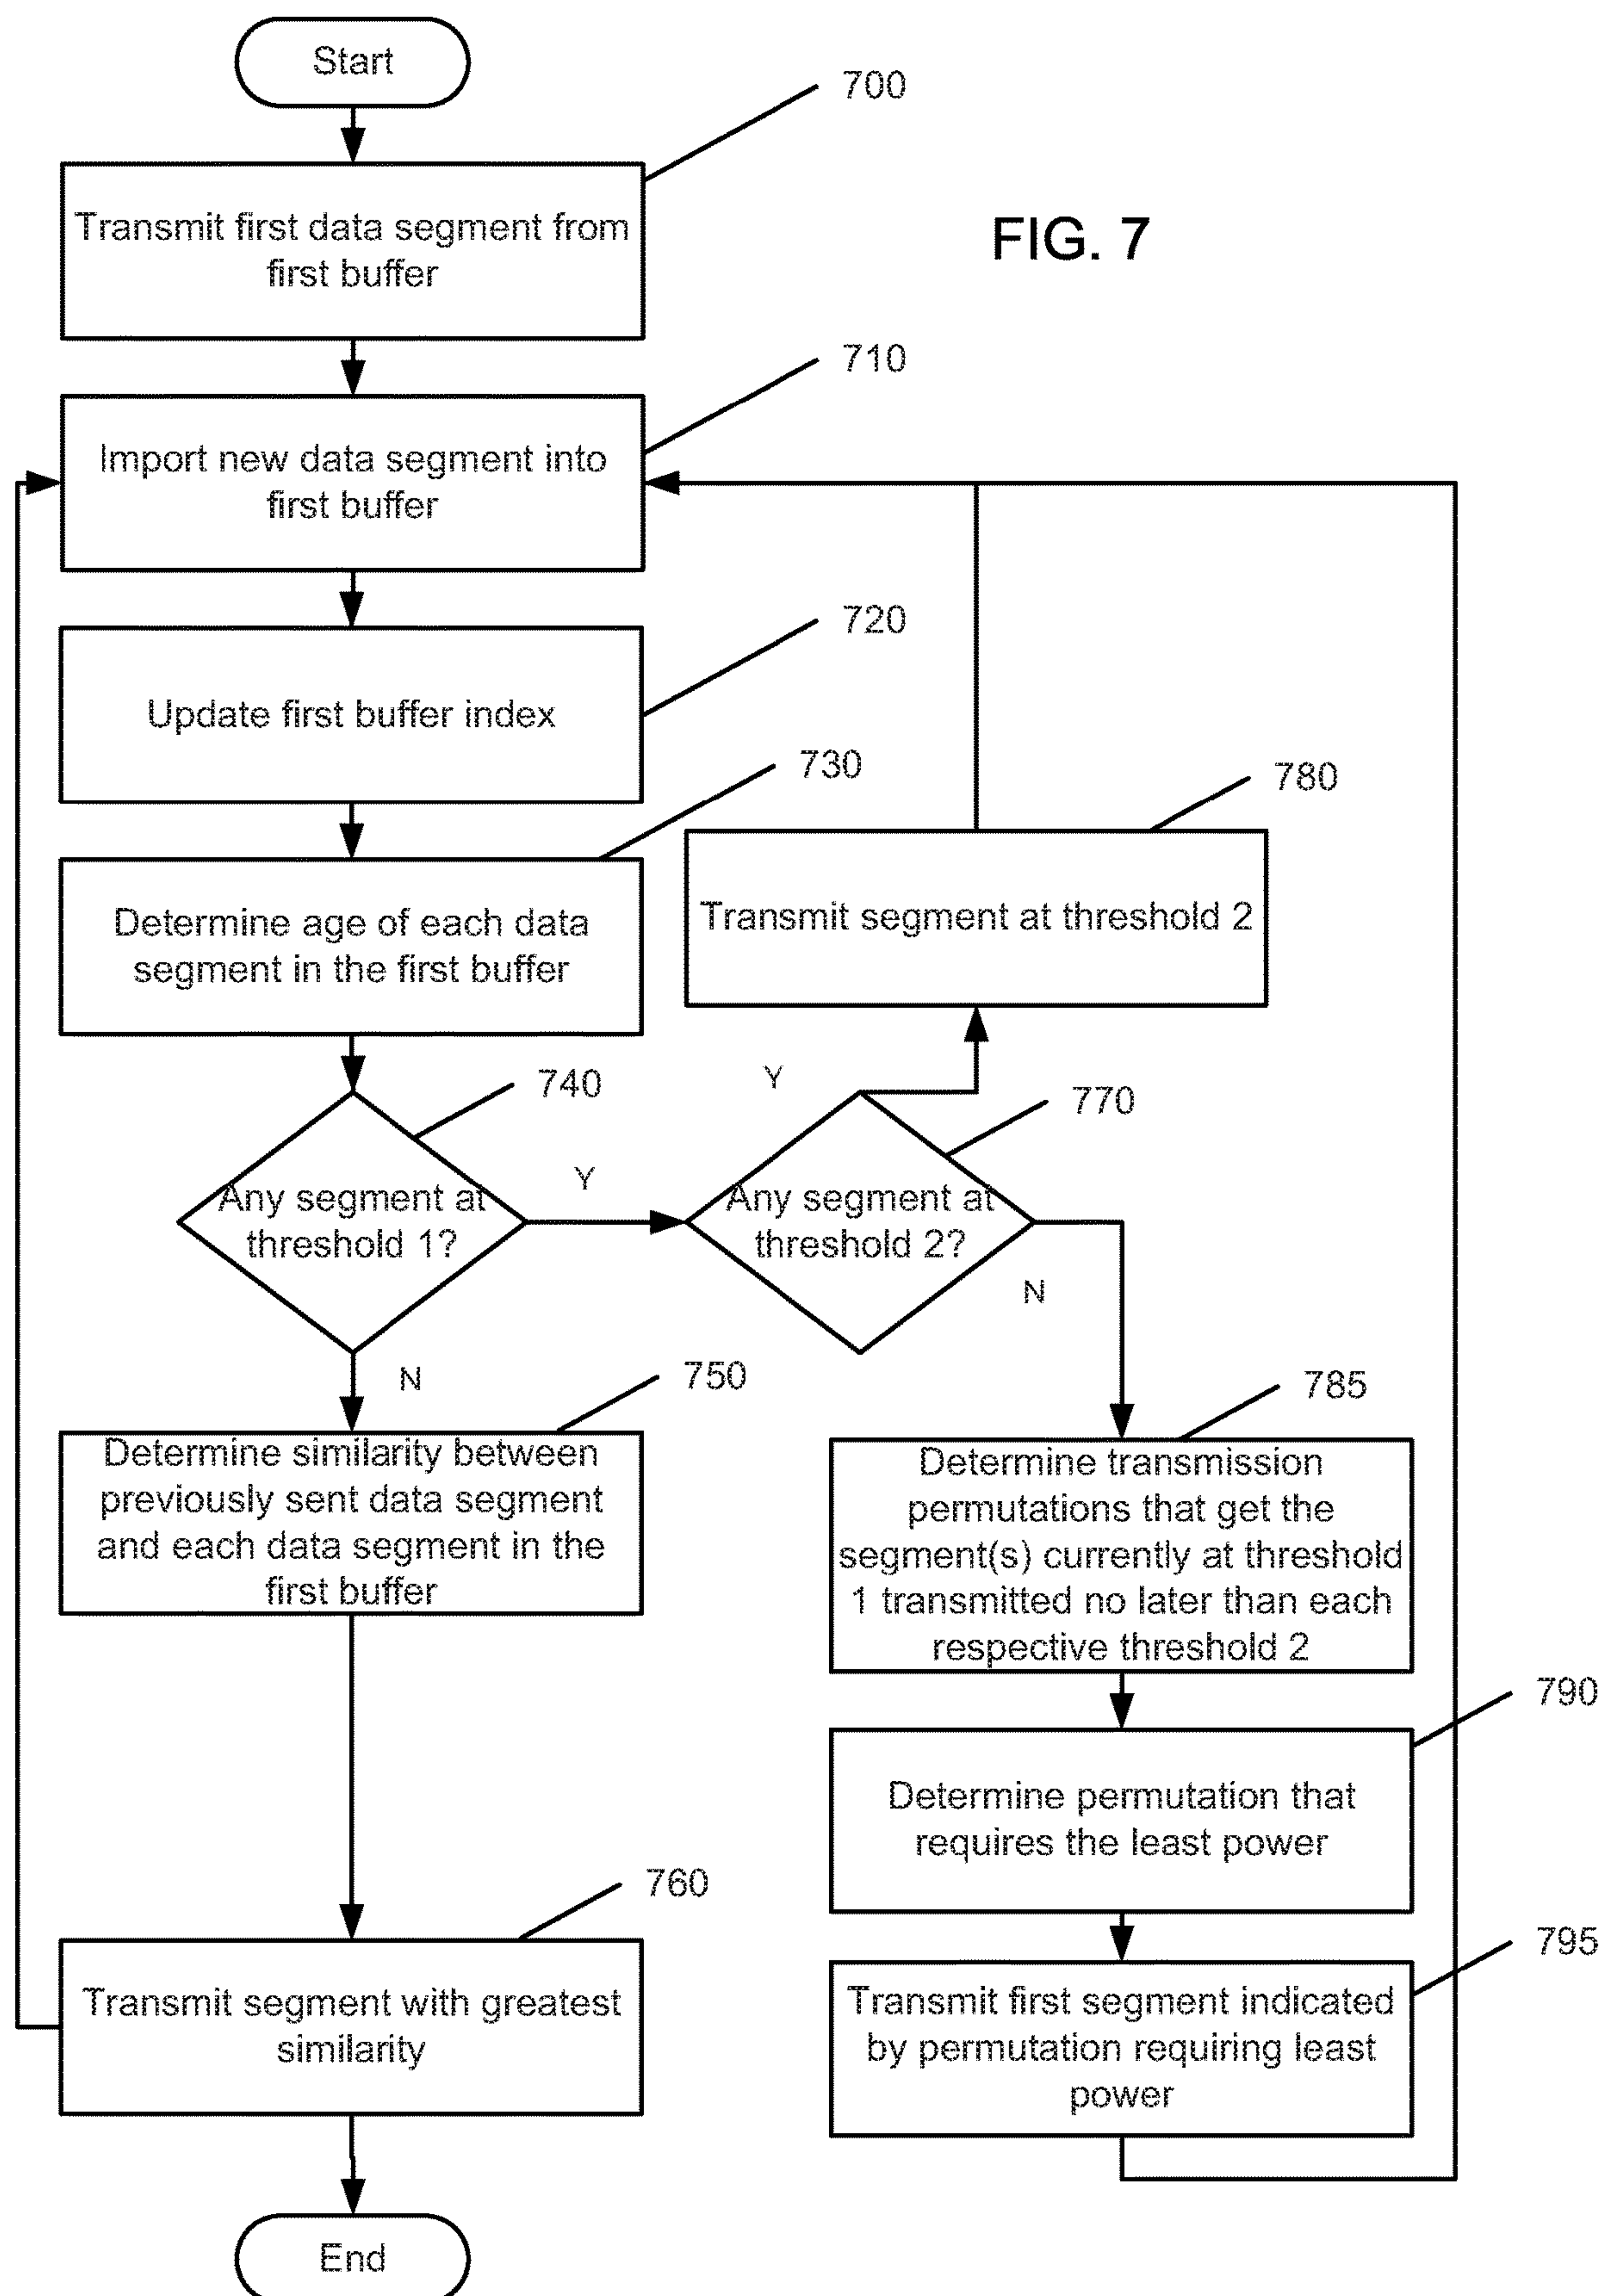 Start
700
Transmit first data segment from
first buffer
FIG. 7
710
Import new data segment into
first buffer
720
Update first buffer index
730
Determine age of each data
segment in the first buffer
780
Transmit segment at threshold 2
740
Any segment at
threshold 1?
Y
Y
770
Any segment at
threshold 2?
N
N
750
Determine similarity between
previously sent data segment
and each data segment in the
first buffer
785
Determine transmission
permutations that get the
segment(s) currently at threshold
1 transmitted no later than each
respective threshold 2
790
Determine permutation that
requires the least power
760
Transmit segment with greatest
similarity
795
Transmit first segment indicated
by permutation requiring least
power
End